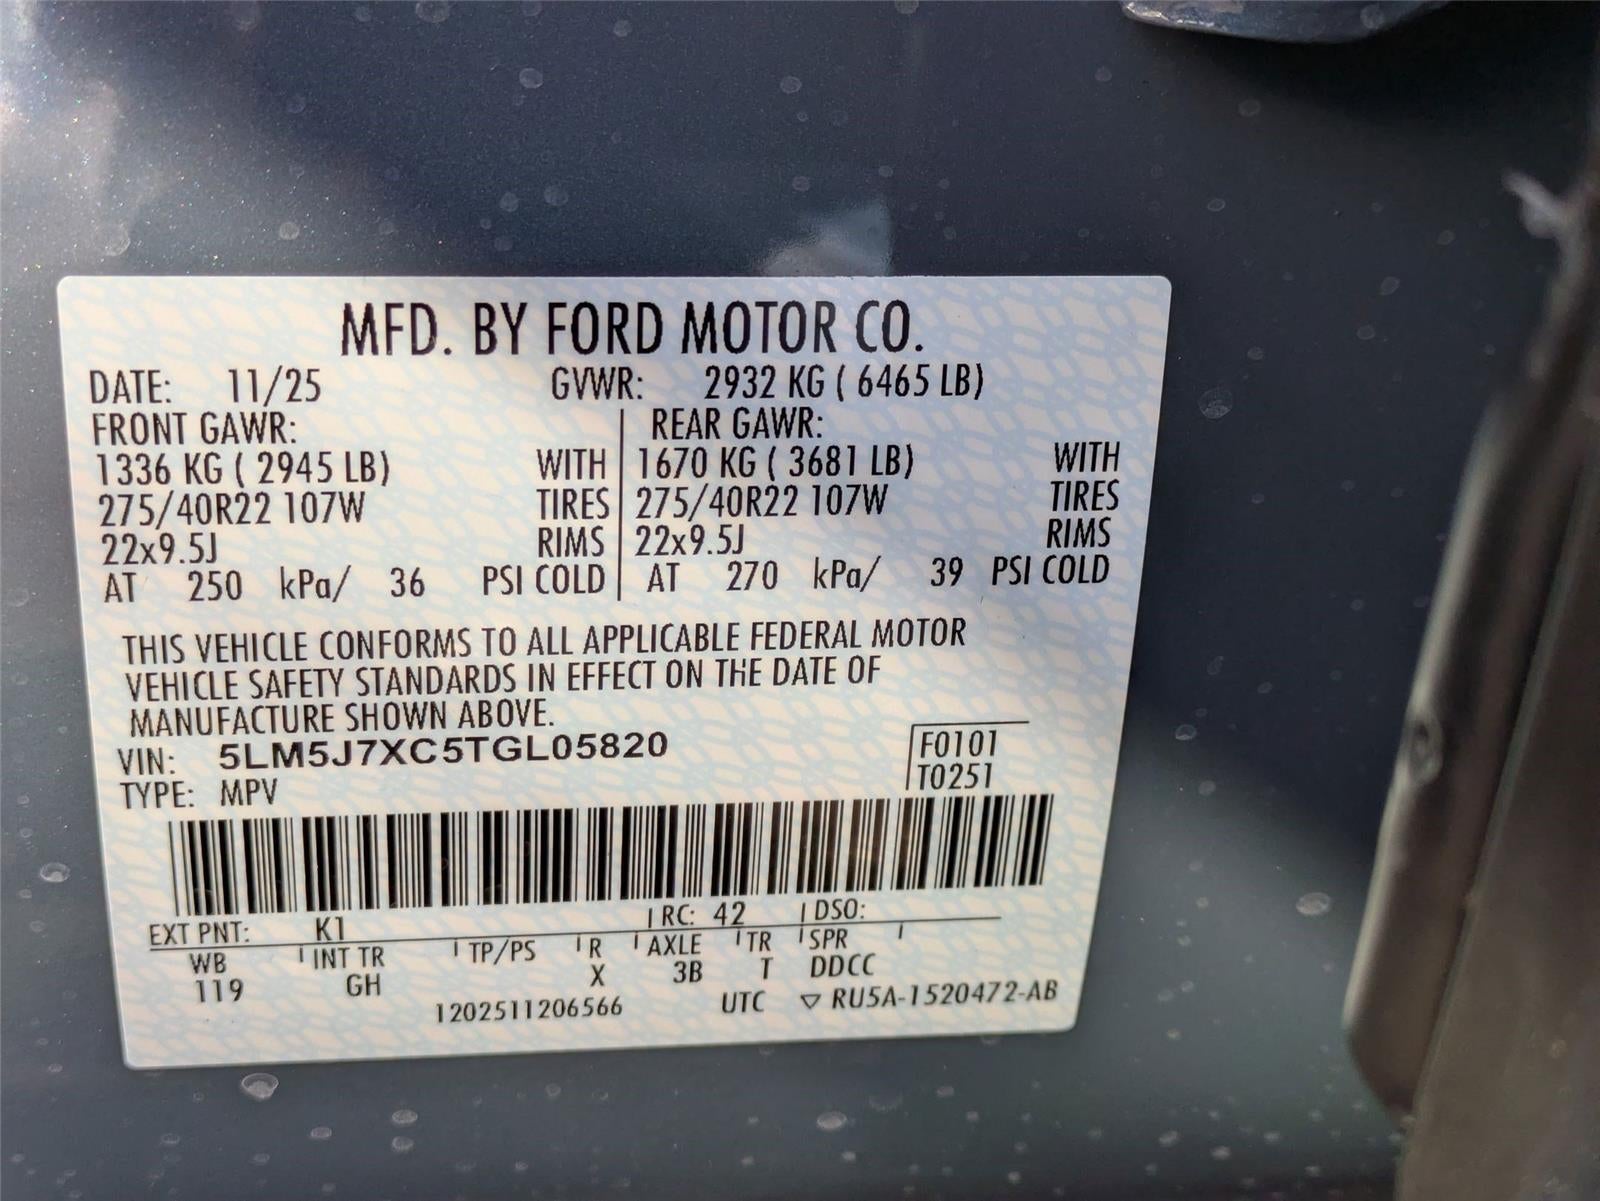 MFD. BY FORD MOTOR CO.
DATE: 11/25 GVWR: 2932 KG ( 6465 LB)
FRONT GAWR: REAR GAWR:
1336 KG ( 2945 LB) WITH 1670 KG ( 3681 LB) WITH
275/40R22 107W TIRES 275/40R22 107W TIRES
22x9.5J RIMS 22x9.5J RIMS
AT 250 kPa/ 36 PSI COLD AT 270 kPa/ 39 PSI COLD
THIS VEHICLE CONFORMS TO ALL APPLICABLE FEDERAL MOTOR
VEHICLE SAFETY STANDARDS IN EFFECT ON THE DATE OF
MANUFACTURE SHOWN ABOVE.
VIN: 5LM5J7XC5TGL05820 F0101
TYPE: MPV T0251
EXT PNT: K1 RC: 42 DSO:
WB INT TR TP/PS R AXLE TR SPR
119 GH X 3B T DDCC
1202511206566 UTC ▽ RU5A-1520472-AB